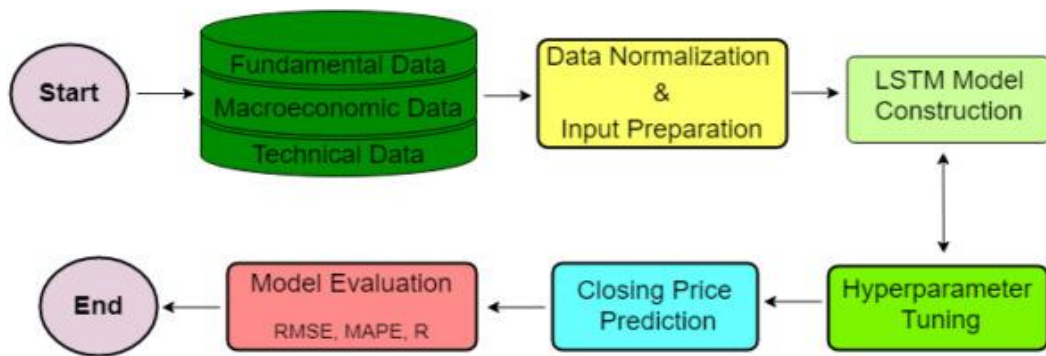 Start
Fundamental Data
Macroeconomic Data
Technical Data
Data Normalization
&
Input Preparation
LSTM Model
Construction
Hyperparameter
Tuning
Closing Price
Prediction
Model Evaluation
RMSE, MAPE, R
End